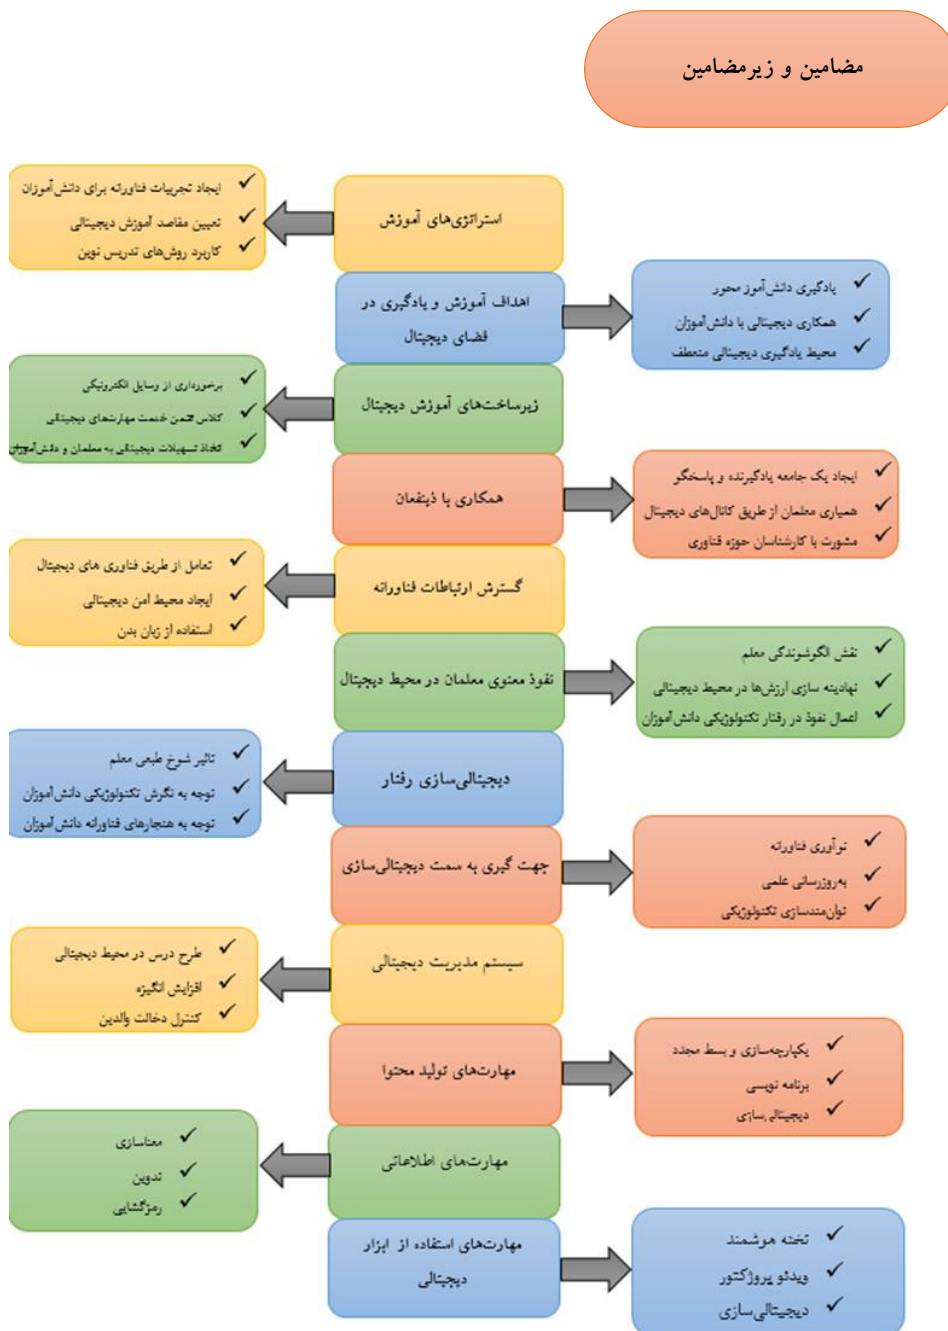 مضامین و زیرمضامین
استراتژی‌های آموزش
ایجاد تجربیات فناورانه برای دانش‌آموزان
تعیین مقاصد آموزش دیجیتالی
کاربرد روش‌های تدریس نوین
اهداف آموزش و یادگیری در
فضای دیجیتال
یادگیری دانش‌آموز محور
همکاری دیجیتالی با دانش‌آموزان
محیط یادگیری دیجیتالی منعطف
زیرساخت‌های آموزش دیجیتال
برخورداری از وسایل الکترونیکی
کلاس ضمن خدمت مهارت‌های دیجیتالی
اتخاذ تسهیلات دیجیتالی به معلمان و دانش‌آموزان
همکاری با ذینفعان
ایجاد یک جامعه یادگیرنده و پاسخگو
همیاری معلمان از طریق کانال‌های دیجیتال
مشورت با کارشناسان حوزه فناوری
گسترش ارتباطات فناورانه
تعامل از طریق فناوری های دیجیتال
ایجاد محیط امن دیجیتالی
استفاده از زبان بدن
نفوذ معنوی معلمان در محیط دیجیتال
نقش الگوشوندگی معلم
نهادینه سازی ارزش‌ها در محیط دیجیتالی
اعمال نفوذ در رفتار تکنولوژیکی دانش‌آموزان
دیجیتالی‌سازی رفتار
تاثیر شوخ طبعی معلم
توجه به نگرش تکنولوژیکی دانش‌آموزان
توجه به هنجارهای فناورانه دانش‌آموزان
جهت گیری به سمت دیجیتالی‌سازی
نوآوری فناورانه
به‌روزرسانی علمی
توان‌مندسازی تکنولوژیکی
سیستم مدیریت دیجیتالی
طرح درس در محیط دیجیتالی
افزایش انگیزه
کنترل دخالت والدین
مهارت‌های تولید محتوا
یکپارچه‌سازی و بسط مجدد
برنامه نویسی
دیجیتالی‌سازی
مهارت‌های اطلاعاتی
معناسازی
تدوین
رمزگشایی
مهارت‌های استفاده از ابزار
دیجیتالی
تخته هوشمند
ویدئو پروژکتور
دیجیتالی‌سازی